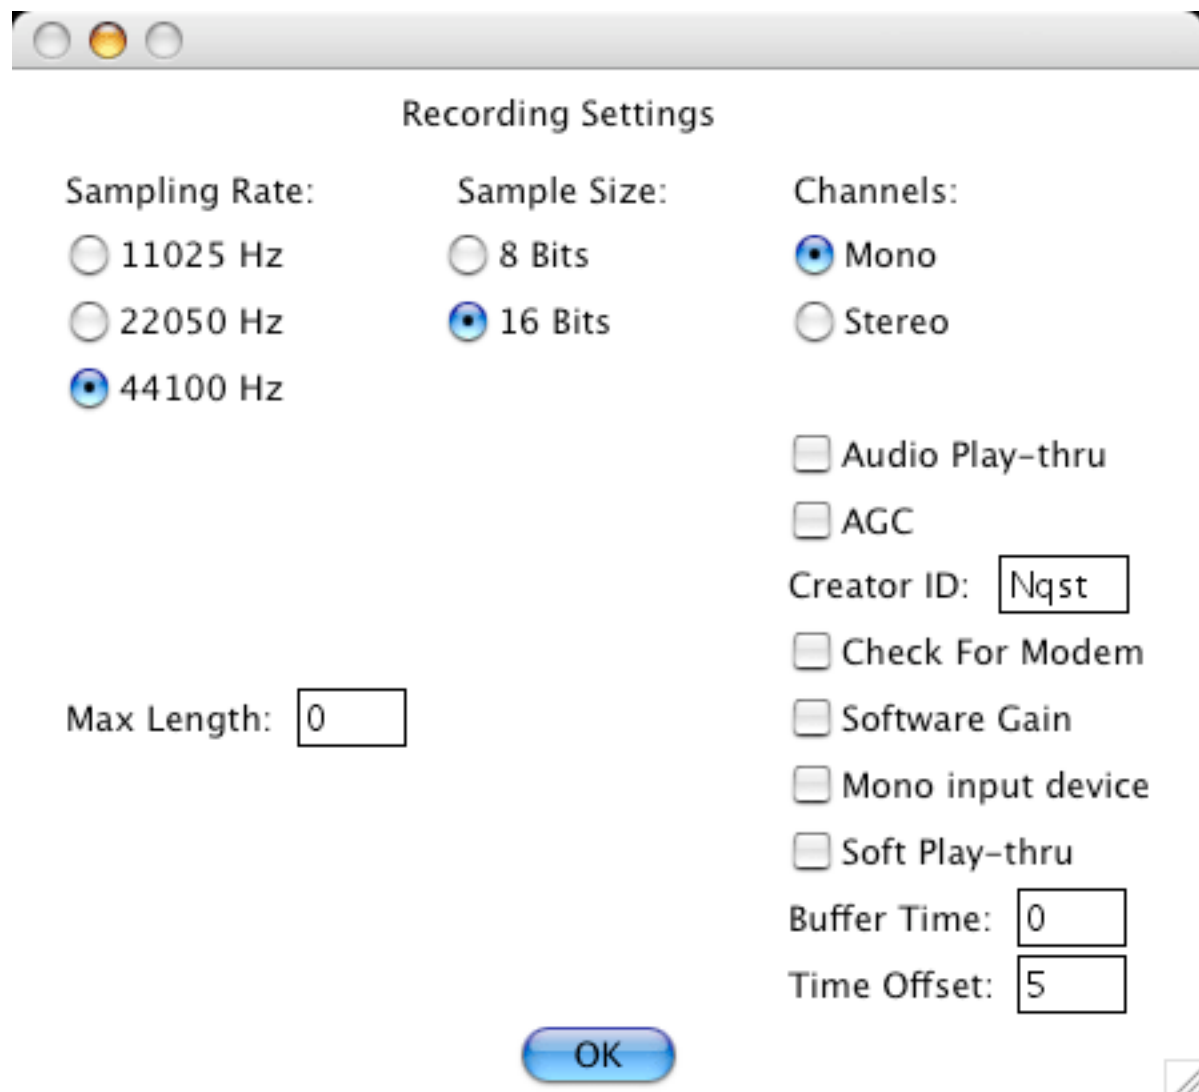 Recording Settings
Sampling Rate: Sample Size: Channels:
11025 Hz 8 Bits Mono
22050 Hz 16 Bits Stereo
44100 Hz
Audio Play-thru
AGC
Creator ID: Nqst
Check For Modem
Max Length: 0 Software Gain
Mono input device
Soft Play-thru
Buffer Time: 0
Time Offset: 5
OK